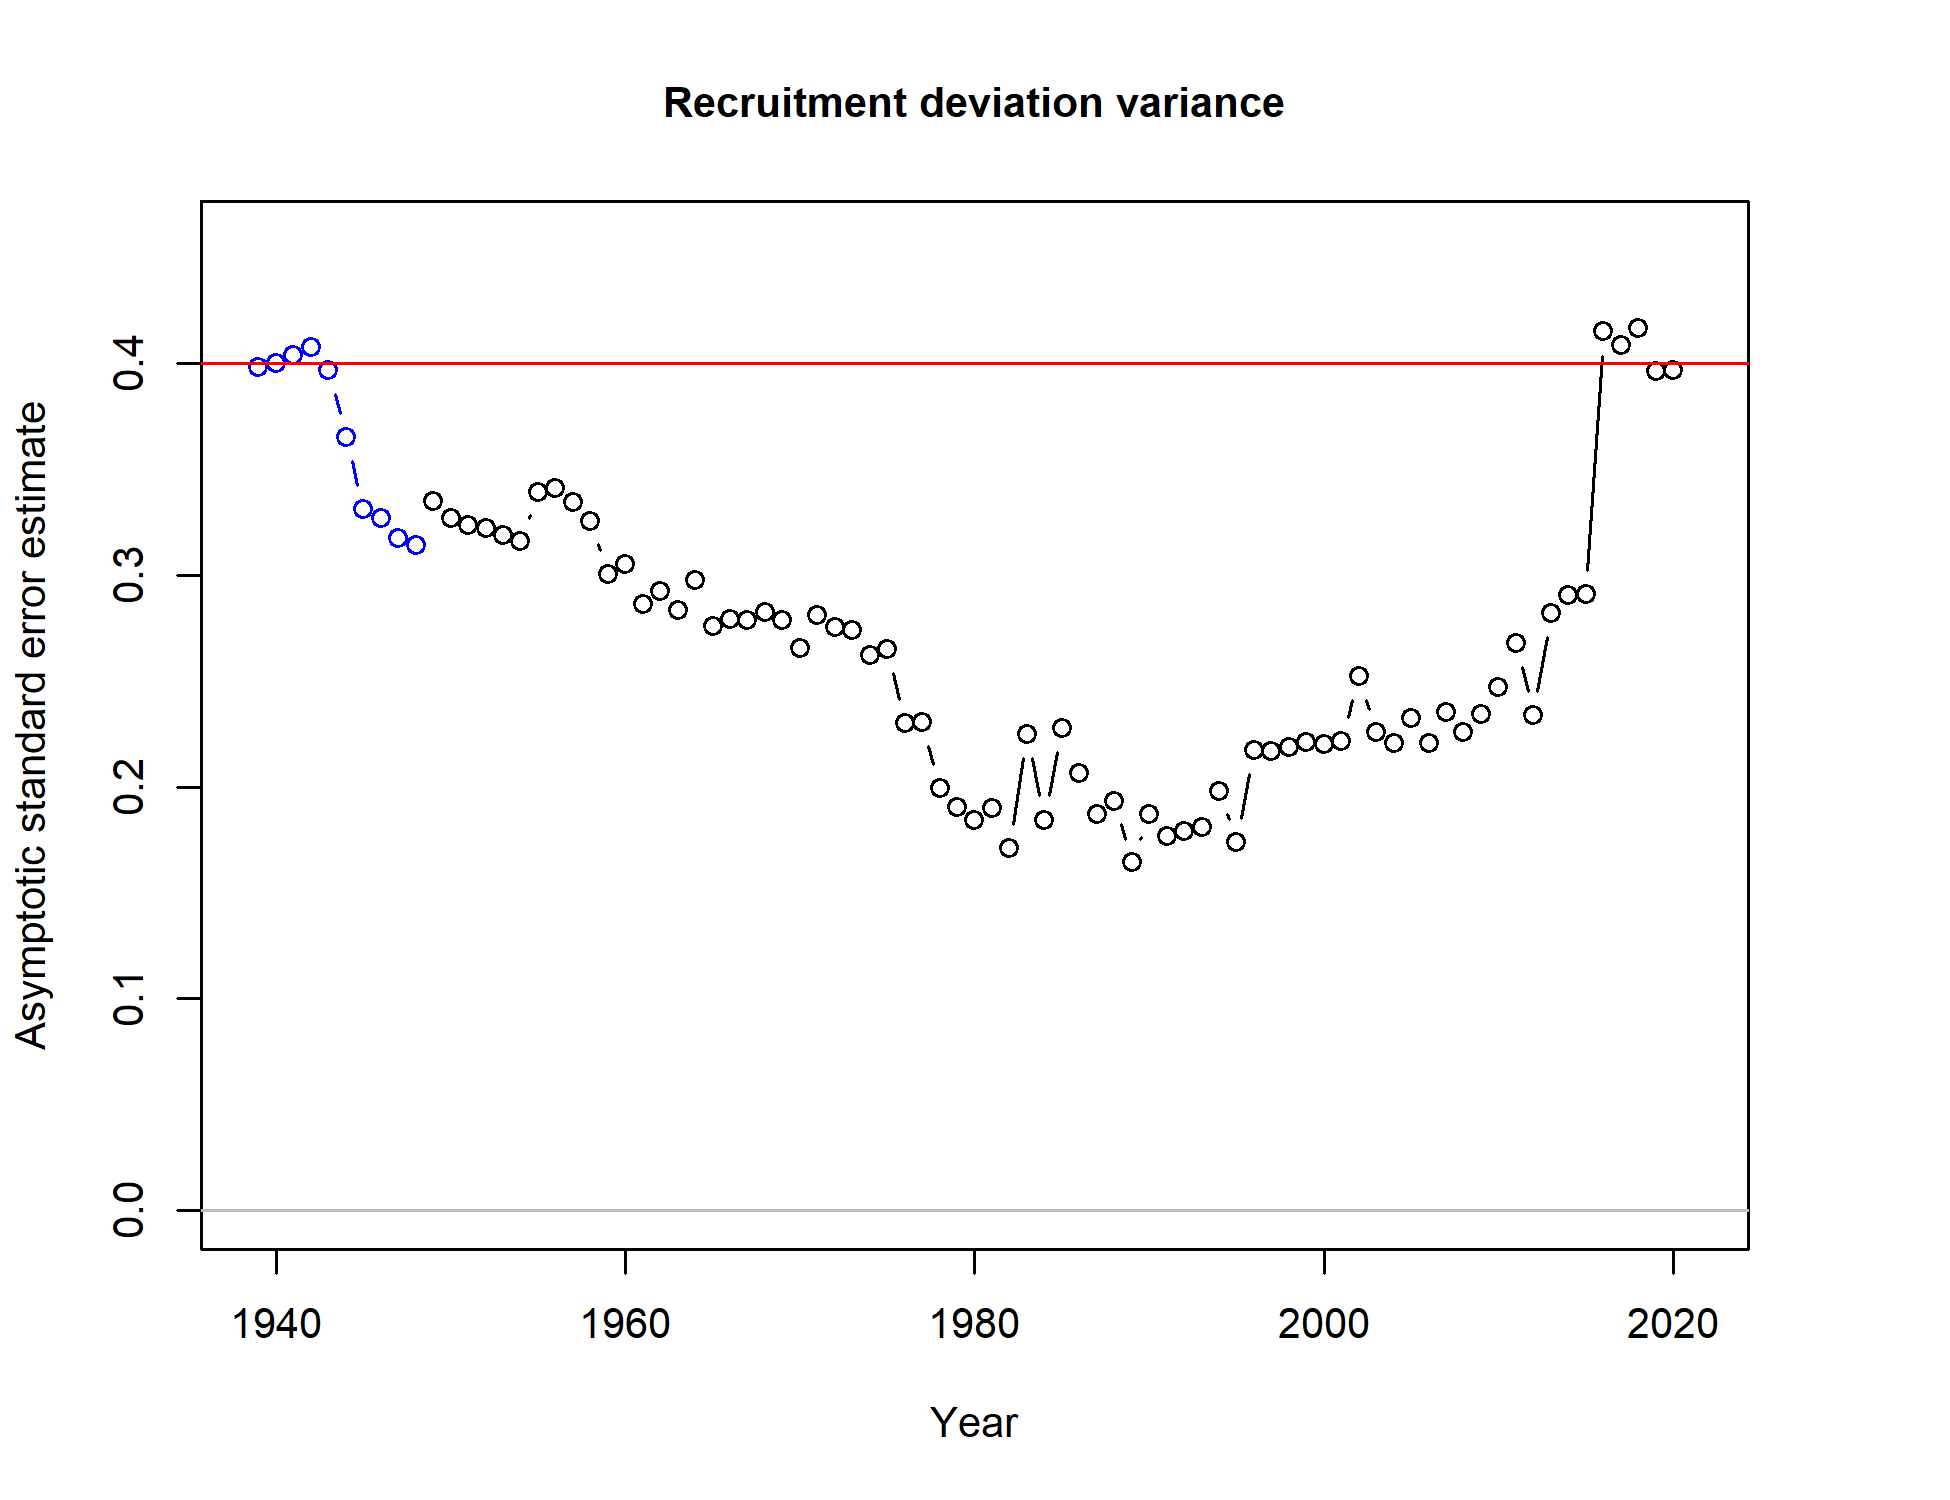 Recruitment deviation variance
Asymptotic standard error estimate
0.4
0.3
0.2
0.1
0.0
1940 1960 1980 2000 2020
Year